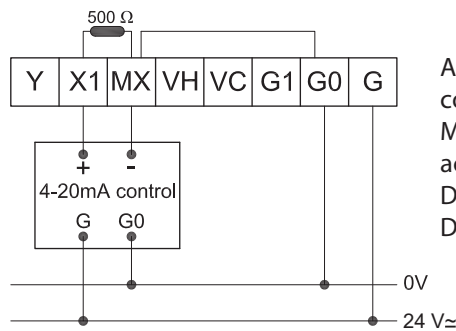 500 Ω
Y X1 MX VH VC G1 G0 G
+ -
4-20mA control
G G0
0V
24 V≃
A
co
M
ac
D
D